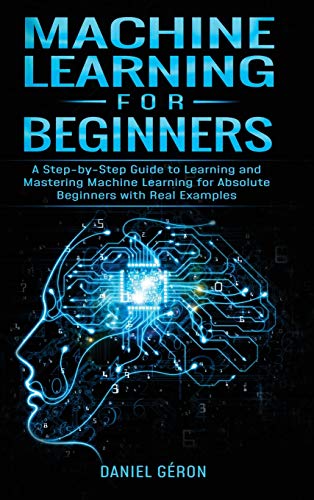 MACHINE
LEARNING
FOR
BEGINNERS
A Step-by-Step Guide to Learning and
Mastering Machine Learning for Absolute
Beginners with Real Examples
DANIEL GÉRON